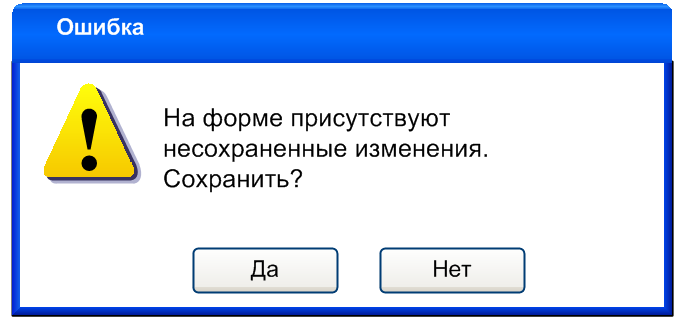 Ошибка
На форме присутствуют
несохраненные изменения.
Сохранить?
Да
Нет